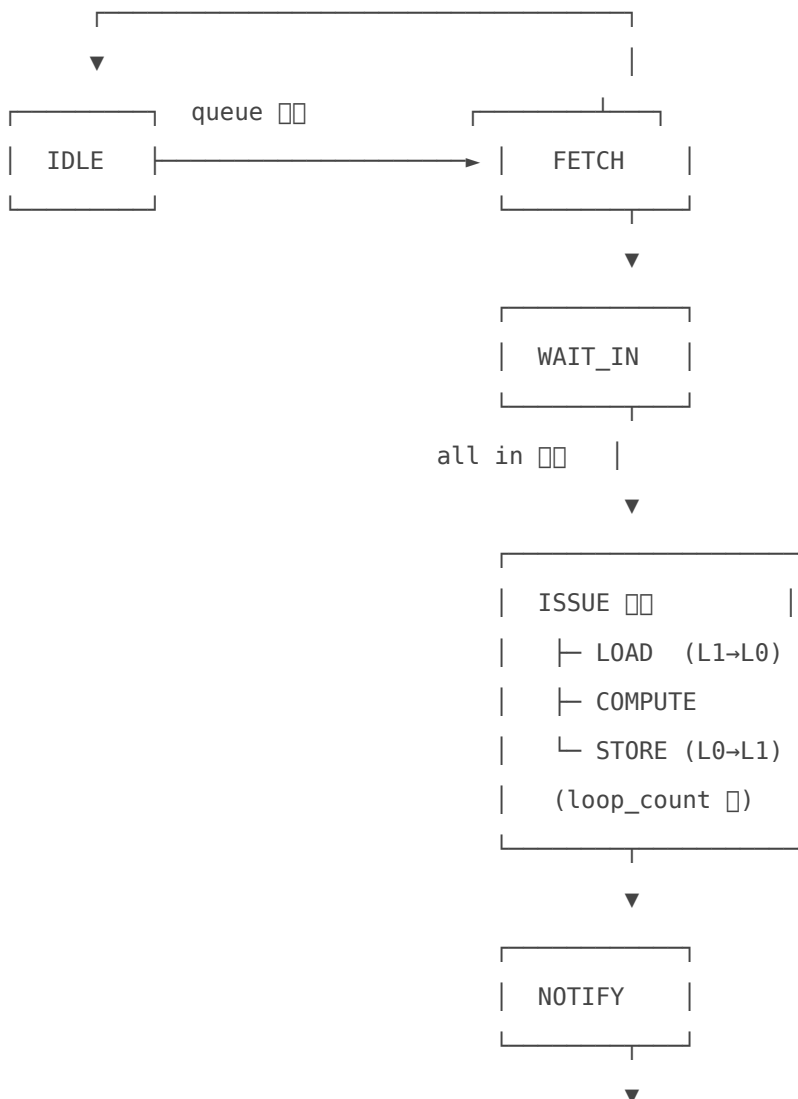 queue
IDLE
FETCH
WAIT_IN
all in
ISSUE
LOAD (L1→L0)
COMPUTE
STORE (L0→L1)
(loop_count )
NOTIFY